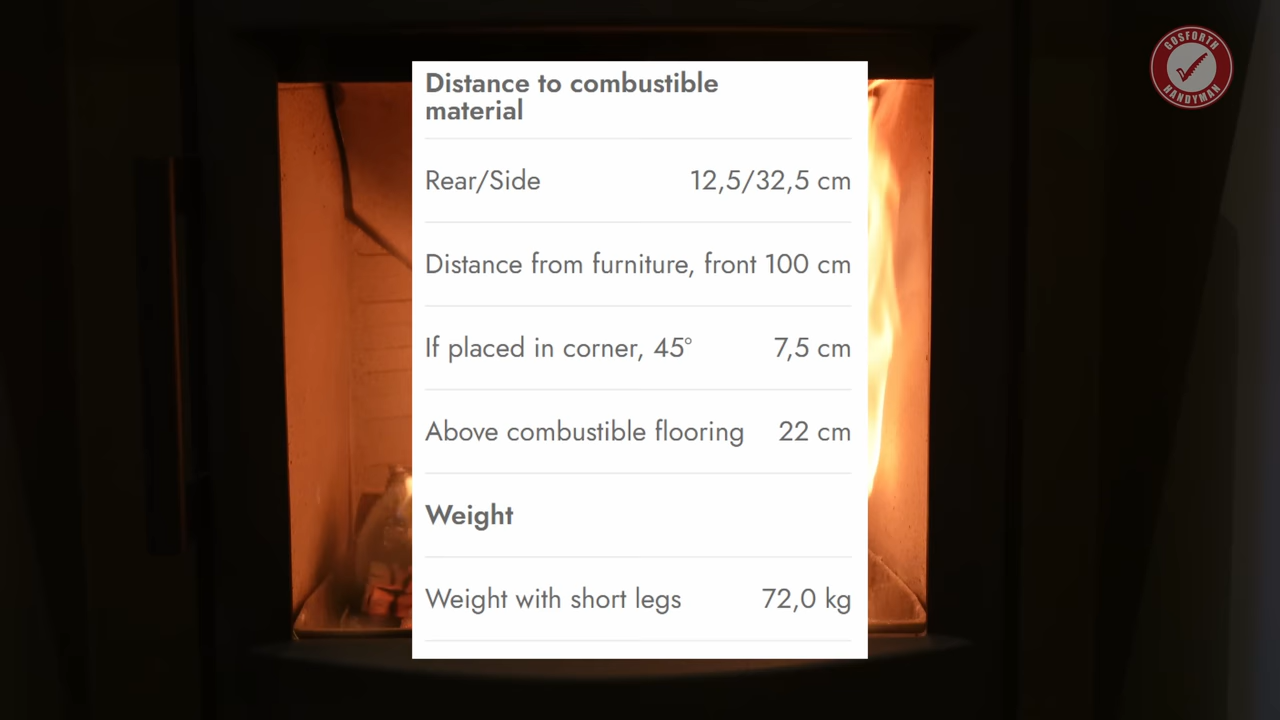 GOSFORTH
HANDYMAN
Distance to combustible
material
Rear/Side 12,5/32,5 cm
Distance from furniture, front 100 cm
If placed in corner, 45° 7,5 cm
Above combustible flooring 22 cm
Weight
Weight with short legs 72,0 kg